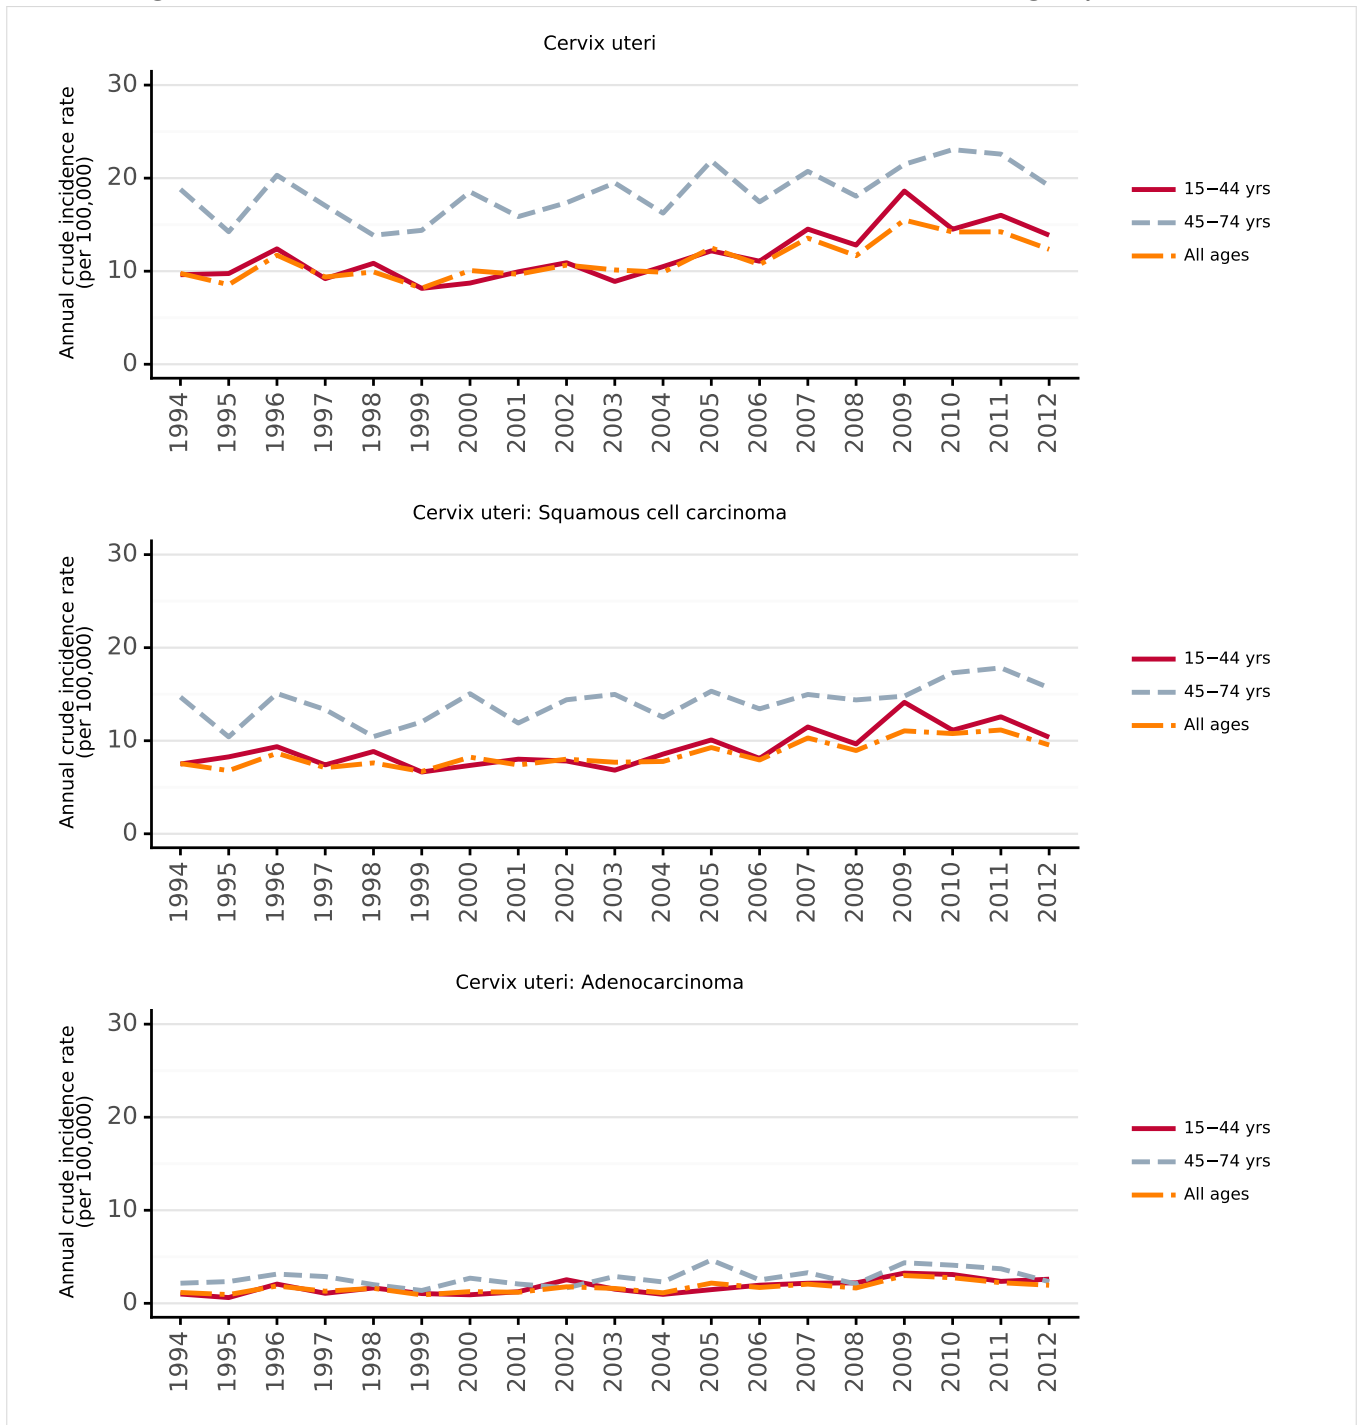 Cervix uteri
Annual crude incidence rate
(per 100,000)
30
20
10
0
1994 1995 1996 1997 1998 1999 2000 2001 2002 2003 2004 2005 2006 2007 2008 2009 2010 2011 2012
15−44 yrs
45−74 yrs
All ages
Cervix uteri: Squamous cell carcinoma
Annual crude incidence rate
(per 100,000)
30
20
10
0
1994 1995 1996 1997 1998 1999 2000 2001 2002 2003 2004 2005 2006 2007 2008 2009 2010 2011 2012
15−44 yrs
45−74 yrs
All ages
Cervix uteri: Adenocarcinoma
Annual crude incidence rate
(per 100,000)
30
20
10
0
1994 1995 1996 1997 1998 1999 2000 2001 2002 2003 2004 2005 2006 2007 2008 2009 2010 2011 2012
15−44 yrs
45−74 yrs
All ages